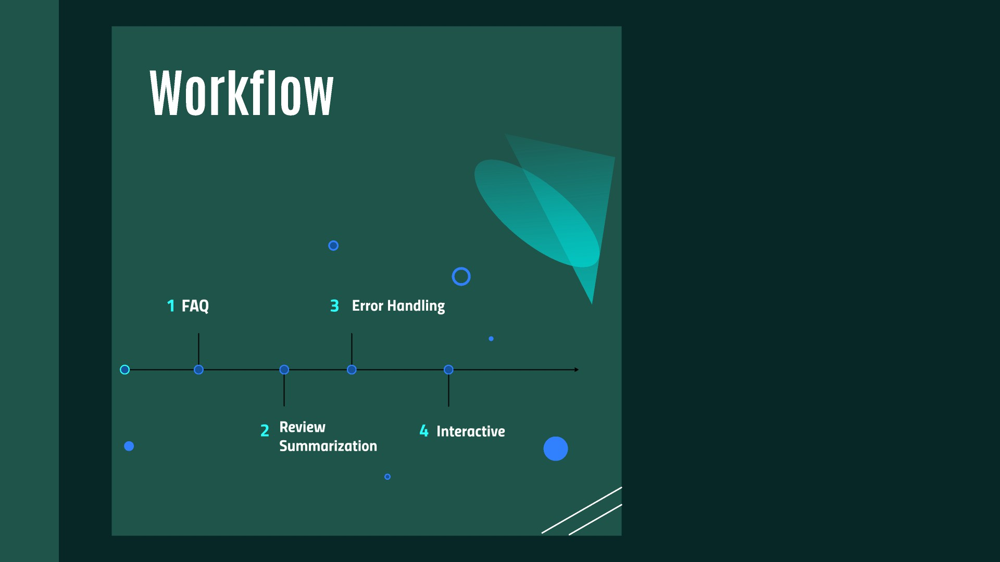 Workflow
1 FAQ
2 Review
Summarization
3 Error Handling
4 Interactive